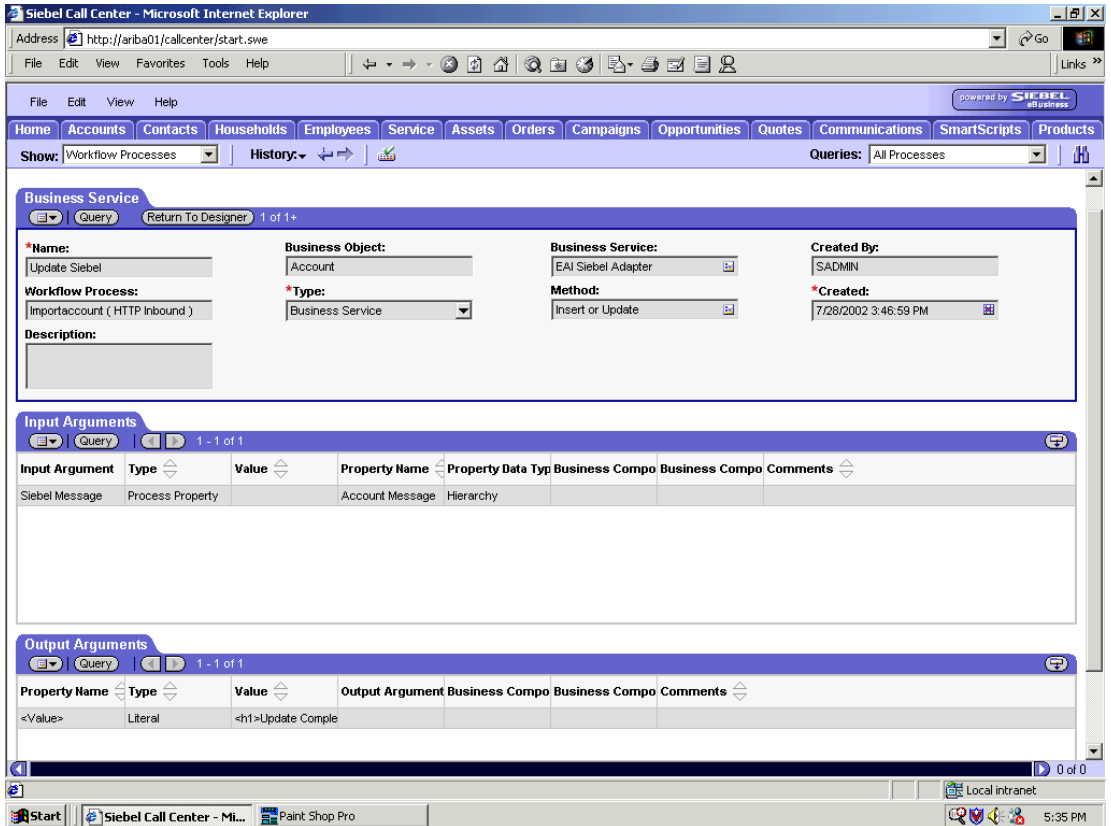 Siebel Call Center - Microsoft Internet Explorer
Address http://ariba01/callcenter/start.swe Go
File Edit View Favorites Tools Help Links »
File Edit View Help powered by SIEBEL eBusiness
Home Accounts Contacts Households Employees Service Assets Orders Campaigns Opportunities Quotes Communications SmartScripts Products
Show: Workflow Processes History: Queries: All Processes
Business Service
Query Return To Designer 1 of 1+
*Name: Business Object: Business Service: Created By:
Update Siebel Account EAI Siebel Adapter SADMIN
Workflow Process: *Type: Method: *Created:
Importaccount ( HTTP Inbound ) Business Service Insert or Update 7/28/2002 3:46:59 PM
Description:
Input Arguments
Query 1 - 1 of 1
Input Argument Type Value Property Name Property Data Typ Business Compo Business Compo Comments
Siebel Message Process Property Account Message Hierarchy
Output Arguments
Query 1 - 1 of 1
Property Name Type Value Output Argument Business Compo Business Compo Comments
<Value> Literal <h1>Update Comple
0 of 0
Local intranet
Start Siebel Call Center - Mi... Paint Shop Pro 5:35 PM